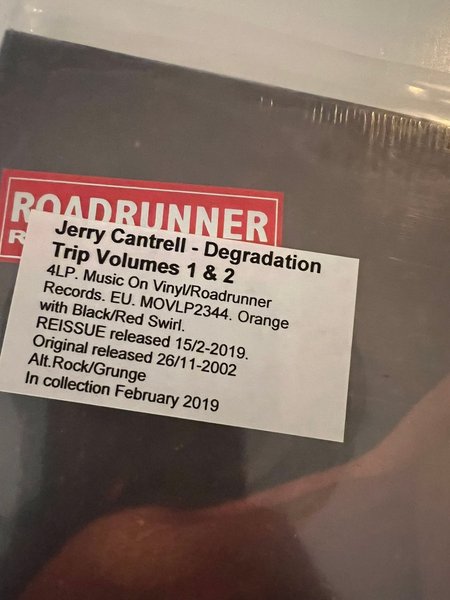 ROADRUNNER
R
Jerry Cantrell - Degradation
Trip Volumes 1 & 2
4LP. Music On Vinyl/Roadrunner
Records. EU. MOVLP2344. Orange
with Black/Red Swirl.
REISSUE released 15/2-2019.
Original released 26/11-2002
Alt.Rock/Grunge
In collection February 2019